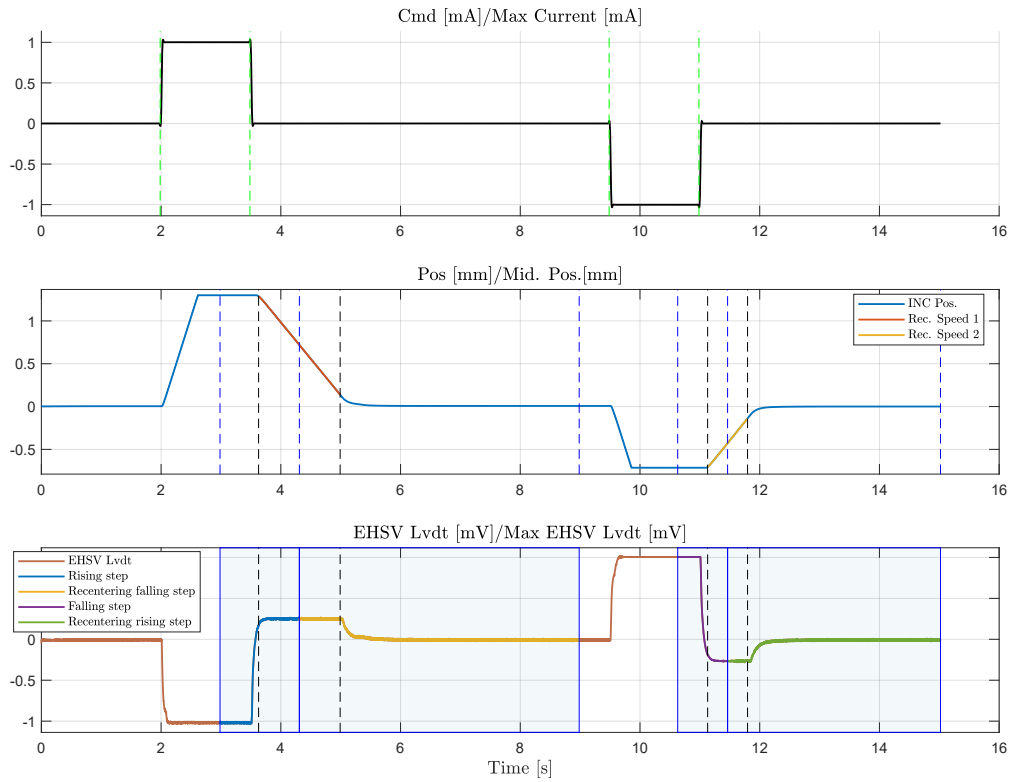 Cmd [mA]/Max Current [mA]
1
0.5
0
-0.5
-1
0 2 4 6 8 10 12 14 16
Pos [mm]/Mid. Pos.[mm]
1
0.5
0
-0.5
INC Pos.
Rec. Speed 1
Rec. Speed 2
0 2 4 6 8 10 12 14 16
EHSV Lvdt [mV]/Max EHSV Lvdt [mV]
EHSV Lvdt
Rising step
Recentering falling step
Falling step
Recentering rising step
0
-0.5
-1
0 2 4 6 8 10 12 14 16
Time [s]